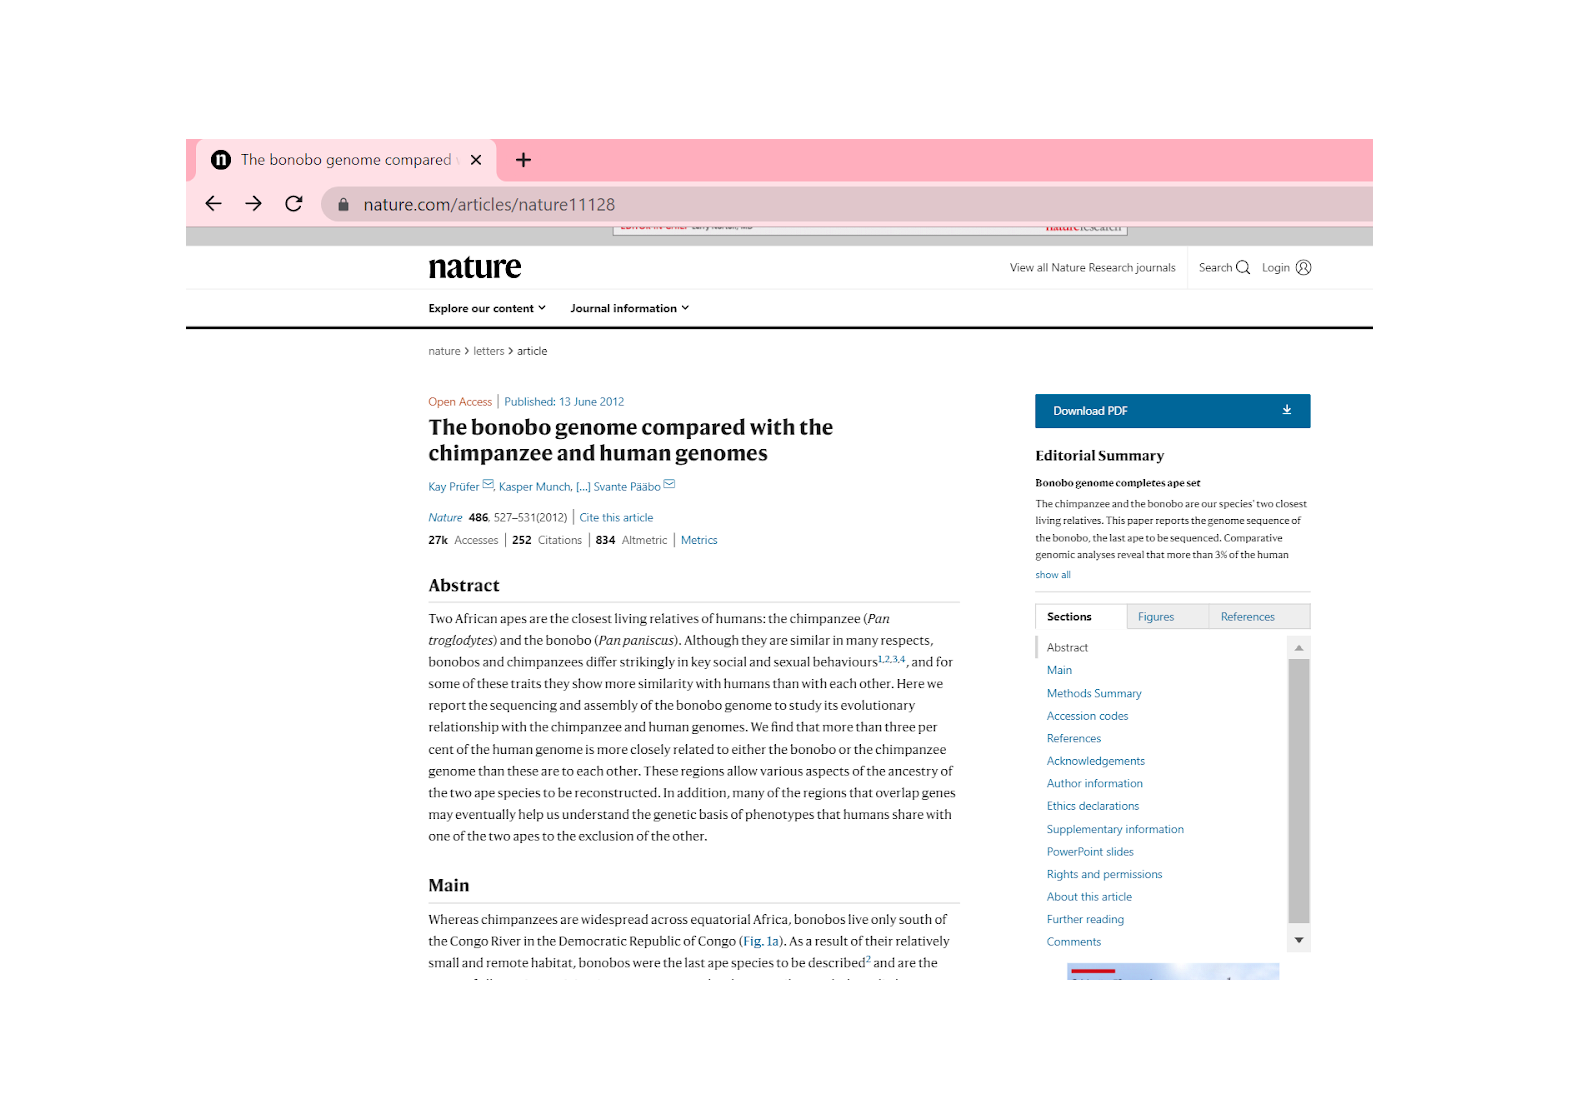 The bonobo genome compared
nature.com/articles/nature11128
nature
View all Nature Research journals
Search
Login
Explore our content
Journal information
nature > letters > article
Open Access | Published: 13 June 2012
The bonobo genome compared with the
chimpanzee and human genomes
Kay Prüfer, Kasper Munch, [...] Svante Pääbo
Nature 486, 527–531(2012) | Cite this article
27k Accesses | 252 Citations | 834 Altmetric | Metrics
Abstract
Two African apes are the closest living relatives of humans: the chimpanzee (Pan
troglodytes) and the bonobo (Pan paniscus). Although they are similar in many respects,
bonobos and chimpanzees differ strikingly in key social and sexual behaviours1,2,3,4, and for
some of these traits they show more similarity with humans than with each other. Here we
report the sequencing and assembly of the bonobo genome to study its evolutionary
relationship with the chimpanzee and human genomes. We find that more than three per
cent of the human genome is more closely related to either the bonobo or the chimpanzee
genome than these are to each other. These regions allow various aspects of the ancestry of
the two ape species to be reconstructed. In addition, many of the regions that overlap genes
may eventually help us understand the genetic basis of phenotypes that humans share with
one of the two apes to the exclusion of the other.
Main
Whereas chimpanzees are widespread across equatorial Africa, bonobos live only south of
the Congo River in the Democratic Republic of Congo (Fig. 1a). As a result of their relatively
small and remote habitat, bonobos were the last ape species to be described2 and are the
Download PDF
Editorial Summary
Bonobo genome completes ape set
The chimpanzee and the bonobo are our species' two closest
living relatives. This paper reports the genome sequence of
the bonobo, the last ape to be sequenced. Comparative
genomic analyses reveal that more than 3% of the human
show all
Sections
Figures
References
Abstract
Main
Methods Summary
Accession codes
References
Acknowledgements
Author information
Ethics declarations
Supplementary information
PowerPoint slides
Rights and permissions
About this article
Further reading
Comments